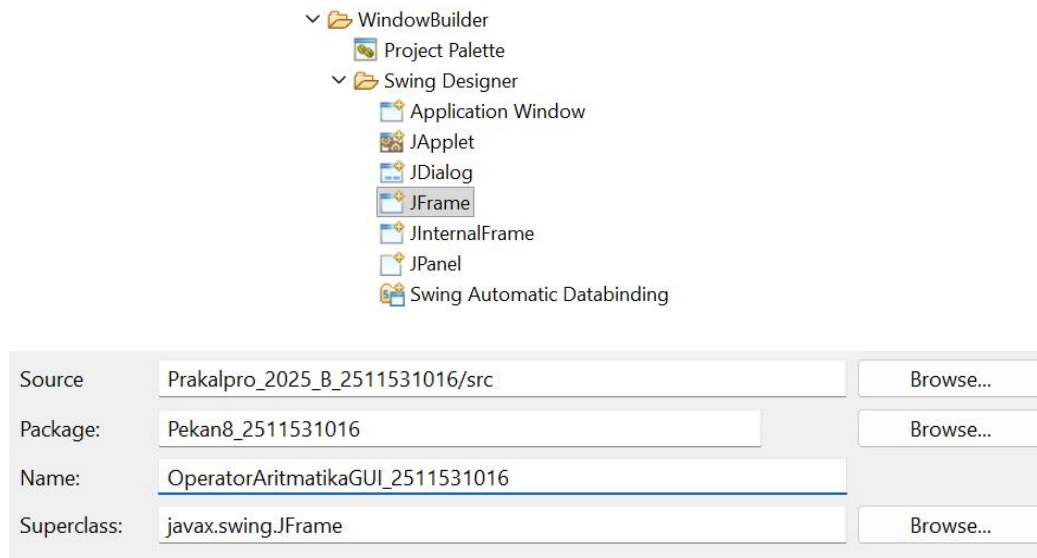 WindowBuilder
Project Palette
Swing Designer
Application Window
JApplet
JDialog
JFrame
JInternalFrame
JPanel
Swing Automatic Databinding
Source Prakalpro_2025_B_2511531016/src Browse...
Package: Pekan8_2511531016 Browse...
Name: OperatorAritmatikaGUI_2511531016
Superclass: javax.swing.JFrame Browse...